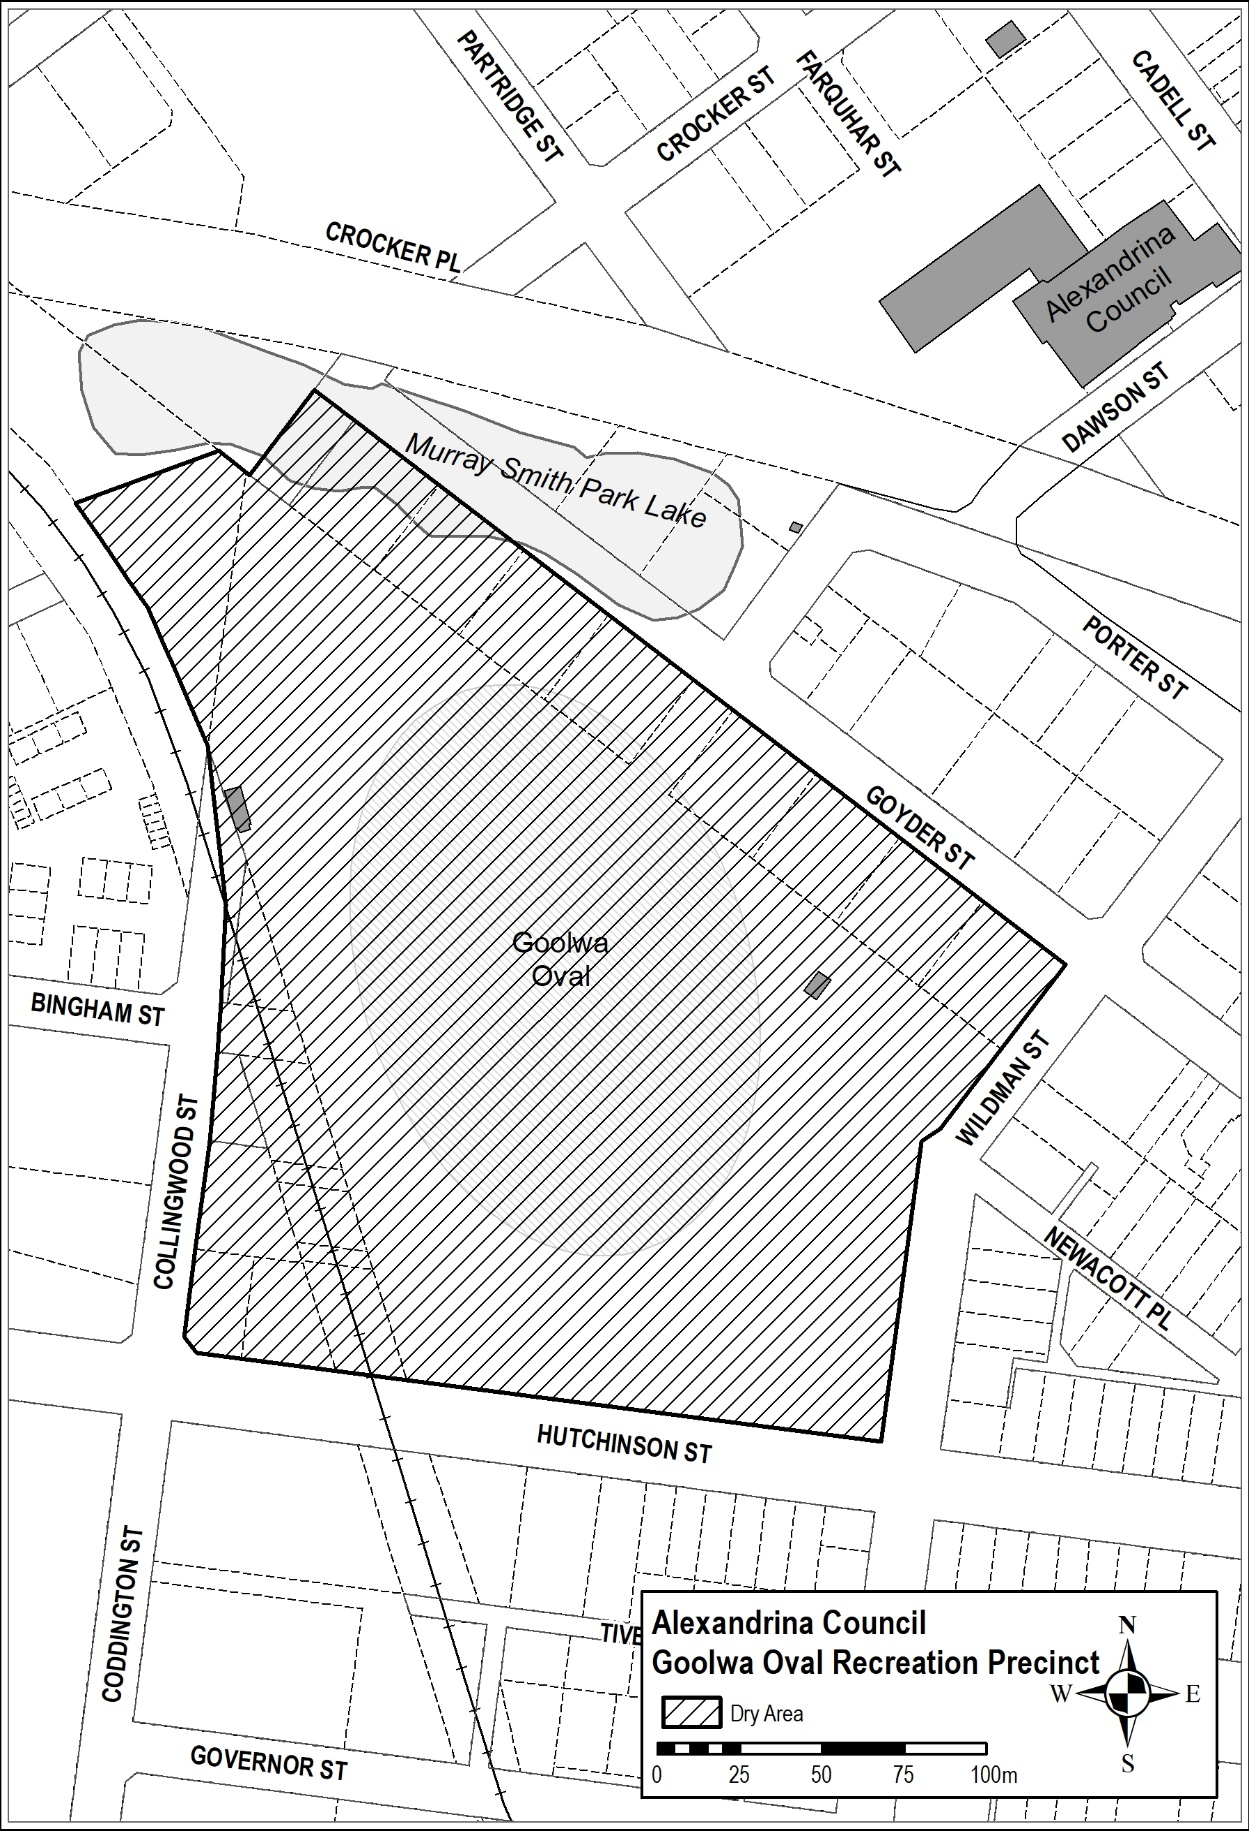 PARTRIDGE ST
CROCKER ST
FARQUHAR ST
CADELL ST
CROCKER PL
Alexandrina
Council
DAWSON ST
Murray Smith Park Lake
PORTER ST
GOYDER ST
Goolwa
Oval
BINGHAM ST
WILDMAN ST
COLLINGWOOD ST
NEWACOTT PL
HUTCHINSON ST
CODDINGTON ST
TIVE
GOVERNOR ST
Alexandrina Council
Goolwa Oval Recreation Precinct
Dry Area
0 25 50 75 100m
N
W E
S